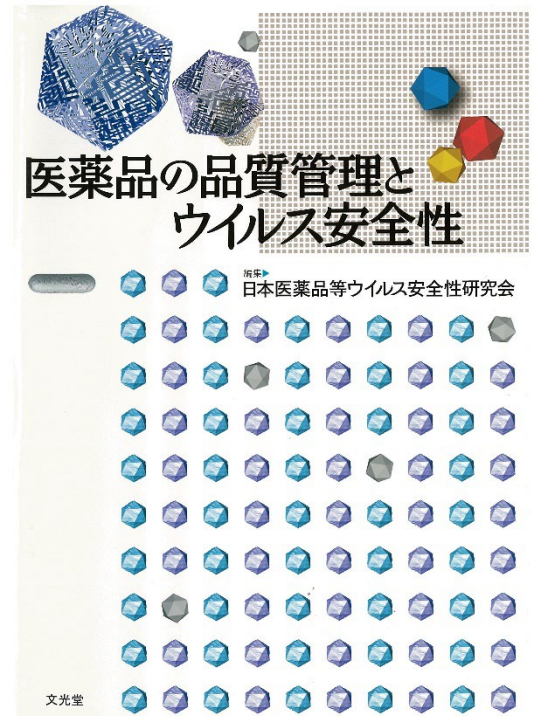 医薬品の品質管理と
ウイルス安全性
編集▶
日本医薬品等ウイルス安全性研究会
文光堂